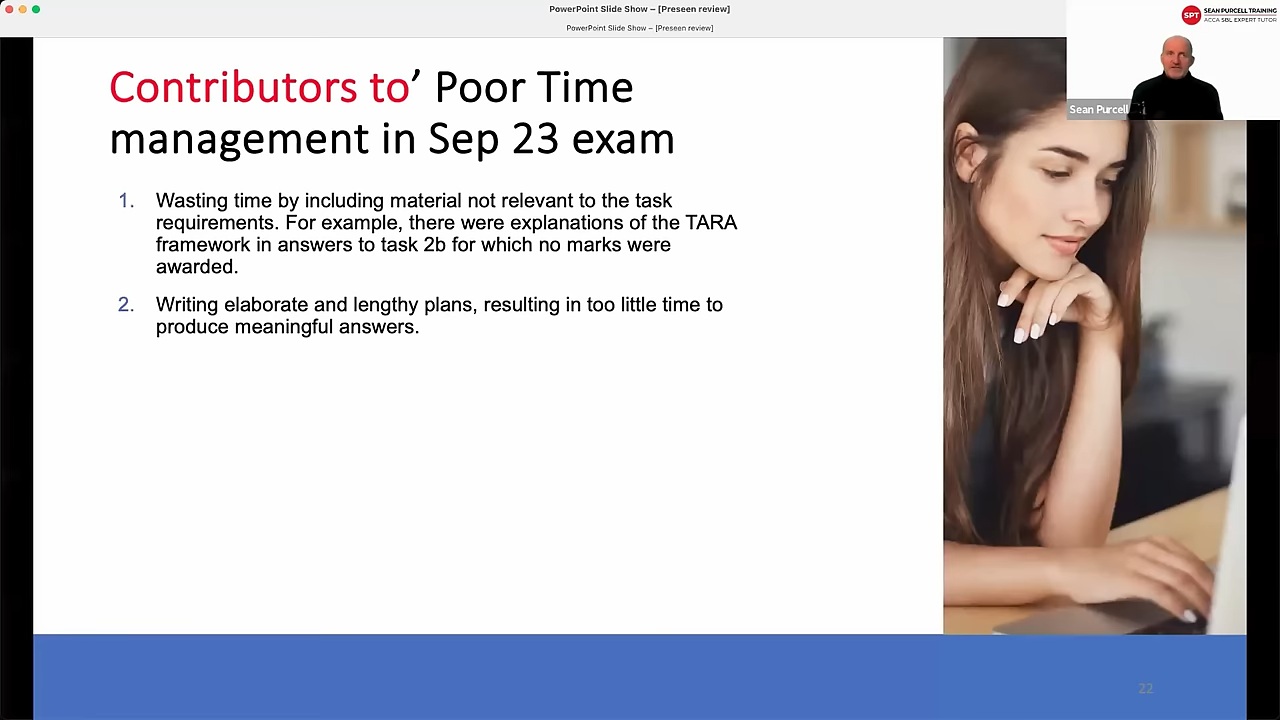 PowerPoint Slide Show – [Preseen review]
PowerPoint Slide Show – [Preseen review]
SPT
SEAN PURCELL TRAINING
ACCA SBL EXPERT TUTOR
Sean Purcell
Contributors to’ Poor Time
management in Sep 23 exam
1. Wasting time by including material not relevant to the task
requirements. For example, there were explanations of the TARA
framework in answers to task 2b for which no marks were
awarded.
2. Writing elaborate and lengthy plans, resulting in too little time to
produce meaningful answers.
22